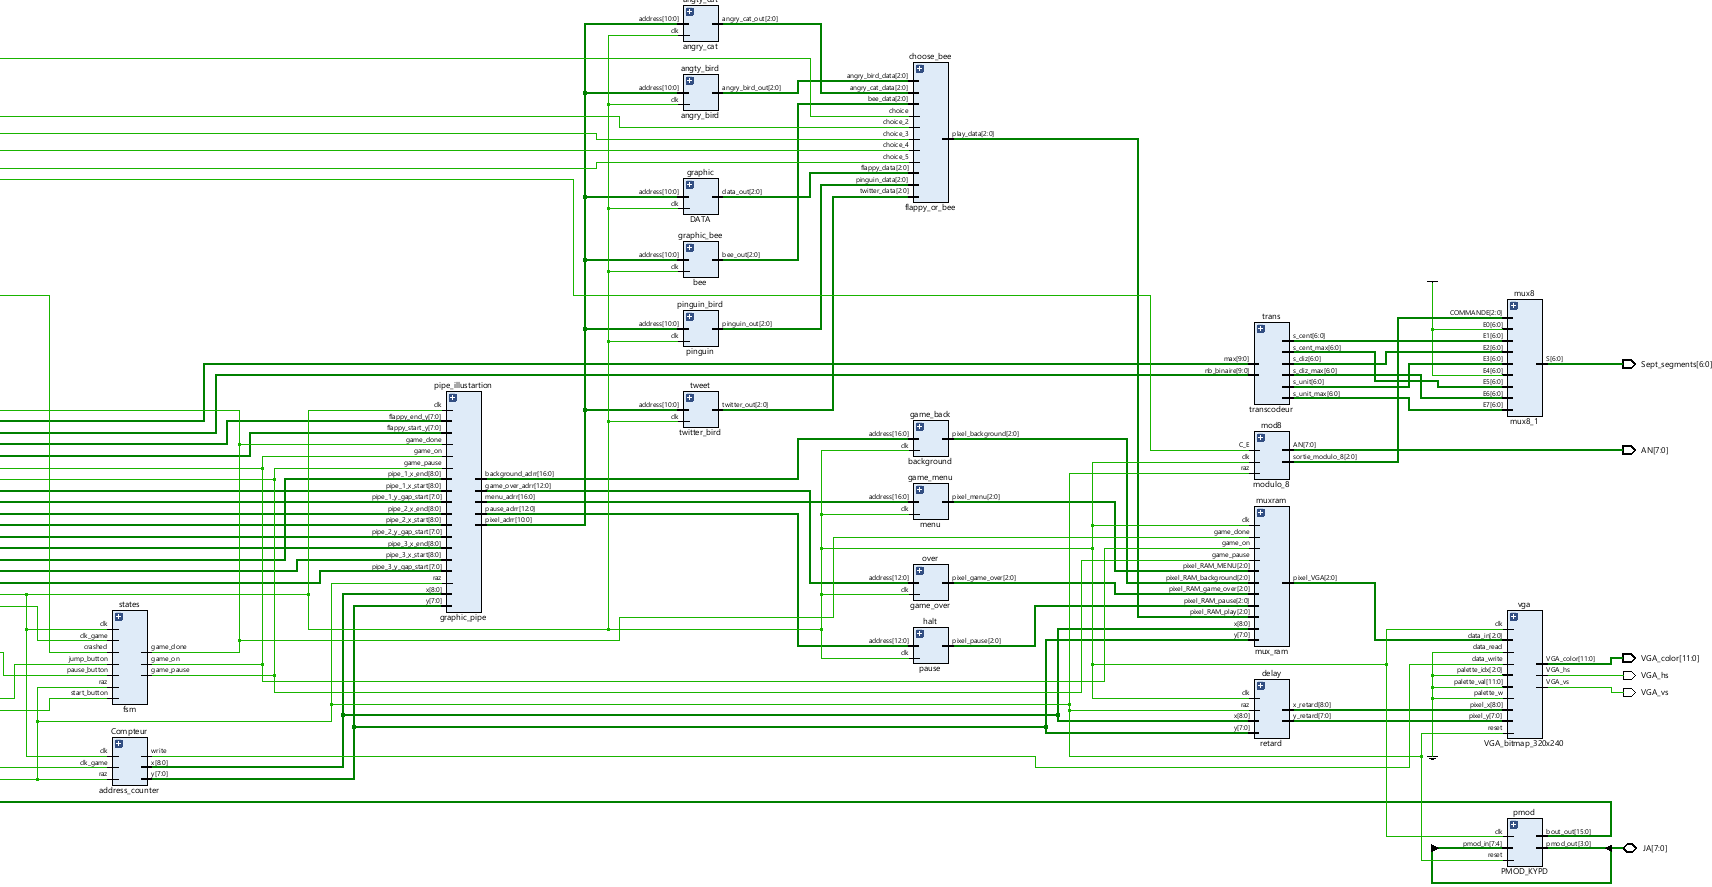 angry_cat
address[10:0]
angry_cat_out[2:0]
clk
angry_cat
angty_bird
address[10:0]
angry_bird_out[2:0]
clk
angry_bird
graphic
address[10:0]
data_out[2:0]
clk
DATA
graphic_bee
address[10:0]
bee_out[2:0]
clk
bee
pinguin_bird
address[10:0]
pinguin_out[2:0]
clk
pinguin
tweet
address[10:0]
twitter_out[2:0]
clk
twitter_bird
choose_bee
angry_bird_data[2:0]
angry_cat_data[2:0]
bee_data[2:0]
choice
choice_2
choice_3
choice_4
choice_5
flappy_data[2:0]
pinguin_data[2:0]
twitter_data[2:0]
play_data[2:0]
flappy_or_bee
pipe_illustartion
clk
flappy_end_y[7:0]
flappy_start_y[7:0]
game_done
game_on
game_pause
pipe_1_x_end[8:0]
pipe_1_x_start[8:0]
pipe_1_y_gap_start[7:0]
pipe_2_x_end[8:0]
pipe_2_x_start[8:0]
pipe_2_y_gap_start[7:0]
pipe_3_x_end[8:0]
pipe_3_x_start[8:0]
pipe_3_y_gap_start[7:0]
raz
x[8:0]
y[7:0]
background_adrr[16:0]
game_over_adrr[12:0]
menu_adrr[16:0]
pause_adrr[12:0]
pixel_adrr[10:0]
graphic_pipe
states
clk
clk_game
crashed
jump_button
pause_button
raz
start_button
game_done
game_on
game_pause
fsm
Compteur
clk
clk_game
raz
write
x[8:0]
y[7:0]
address_counter
game_back
address[16:0]
pixel_background[2:0]
clk
background
game_menu
address[16:0]
pixel_menu[2:0]
clk
menu
over
address[12:0]
pixel_game_over[2:0]
clk
game_over
halt
address[12:0]
pixel_pause[2:0]
clk
pause
trans
max[9:0]
nb_binaire[9:0]
s_cent[6:0]
s_cent_max[6:0]
s_diz[6:0]
s_diz_max[6:0]
s_unit[6:0]
s_unit_max[6:0]
transcodeur
mod8
C_E
clk
raz
AN[7:0]
sortie_modulo_8[2:0]
modulo_8
muxram
clk
game_done
game_on
game_pause
pixel_RAM_MENU[2:0]
pixel_RAM_background[2:0]
pixel_RAM_game_over[2:0]
pixel_RAM_pause[2:0]
pixel_RAM_play[2:0]
x[8:0]
y[7:0]
pixel_VGA[2:0]
mux_ram
delay
clk
raz
x[8:0]
y[7:0]
x_retard[8:0]
y_retard[7:0]
retard
mux8
COMMANDE[2:0]
E0[6:0]
E1[6:0]
E2[6:0]
E3[6:0]
E4[6:0]
E5[6:0]
E6[6:0]
E7[6:0]
S[6:0]
mux8_1
Sept_segments[6:0]
AN[7:0]
vga
clk
data_in[2:0]
data_read
data_write
palette_idx[2:0]
palette_val[11:0]
palette_w
pixel_x[8:0]
pixel_y[7:0]
reset
VGA_color[11:0]
VGA_hs
VGA_vs
VGA_bitmap_320x240
VGA_color[11:0]
VGA_hs
VGA_vs
pmod
clk
pmod_in[7:4]
reset
bout_out[15:0]
pmod_out[3:0]
PMOD_KYPD
JA[7:0]